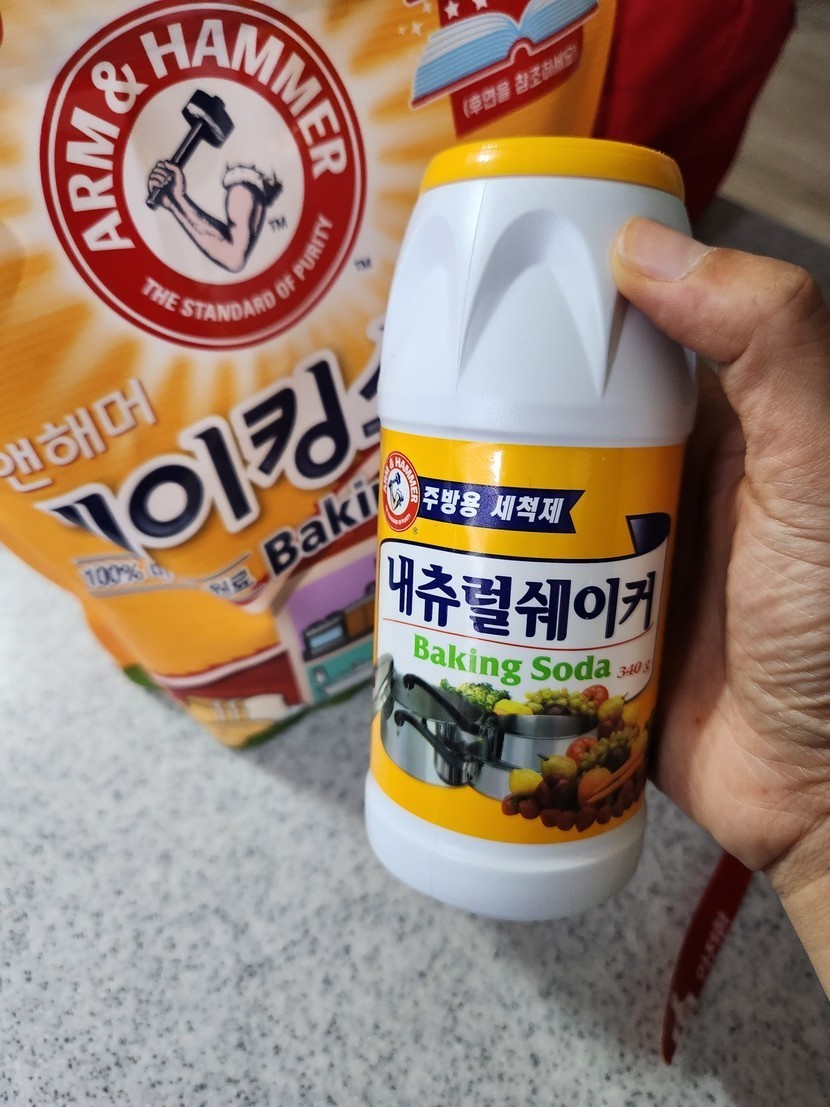 ARM & HAMMER
THE STANDARD OF PURITY
TM
TM
(후면을 참조하세요)
앤해머
이킹
100%
원료
ARM & HAMMER
주방용 세척제
내츄럴쉐이커
Baking Soda 340 g